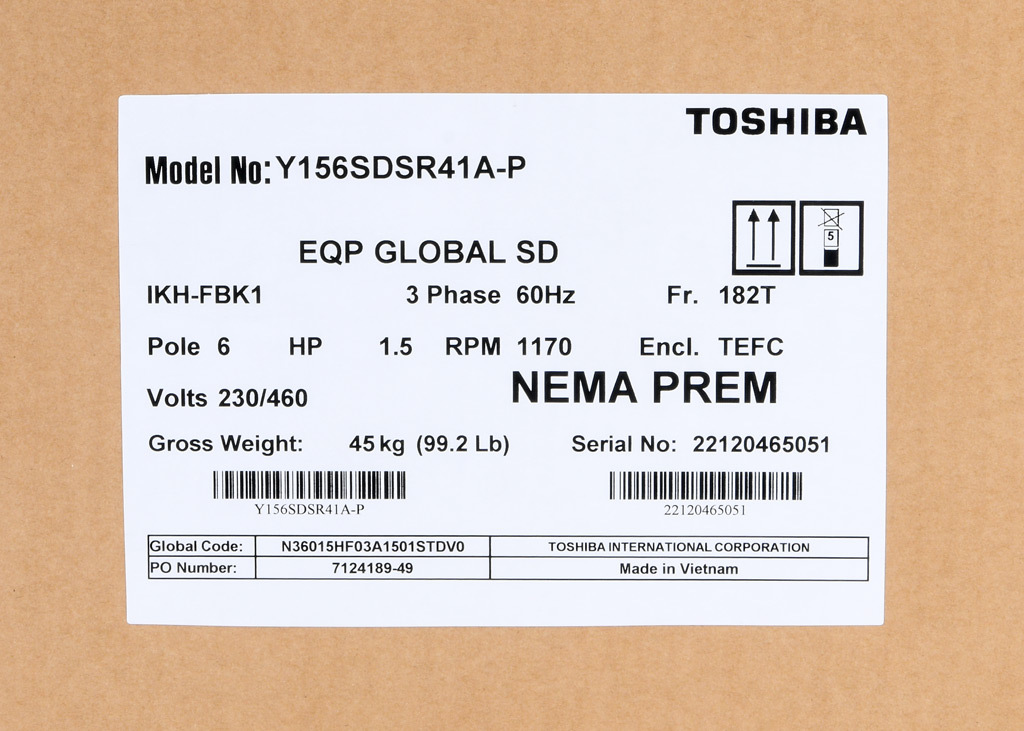 TOSHIBA
Model No: Y156SDSR41A-P
5
EQP GLOBAL SD
IKH-FBK1 3 Phase 60Hz Fr. 182T
Pole 6 HP 1.5 RPM 1170 Encl. TEFC
Volts 230/460 NEMA PREM
Gross Weight: 45 kg (99.2 Lb) Serial No: 22120465051
Y156SDSR41A-P 22120465051
Global Code: N36015HF03A1501STDV0 TOSHIBA INTERNATIONAL CORPORATION
PO Number: 7124189-49 Made in Vietnam